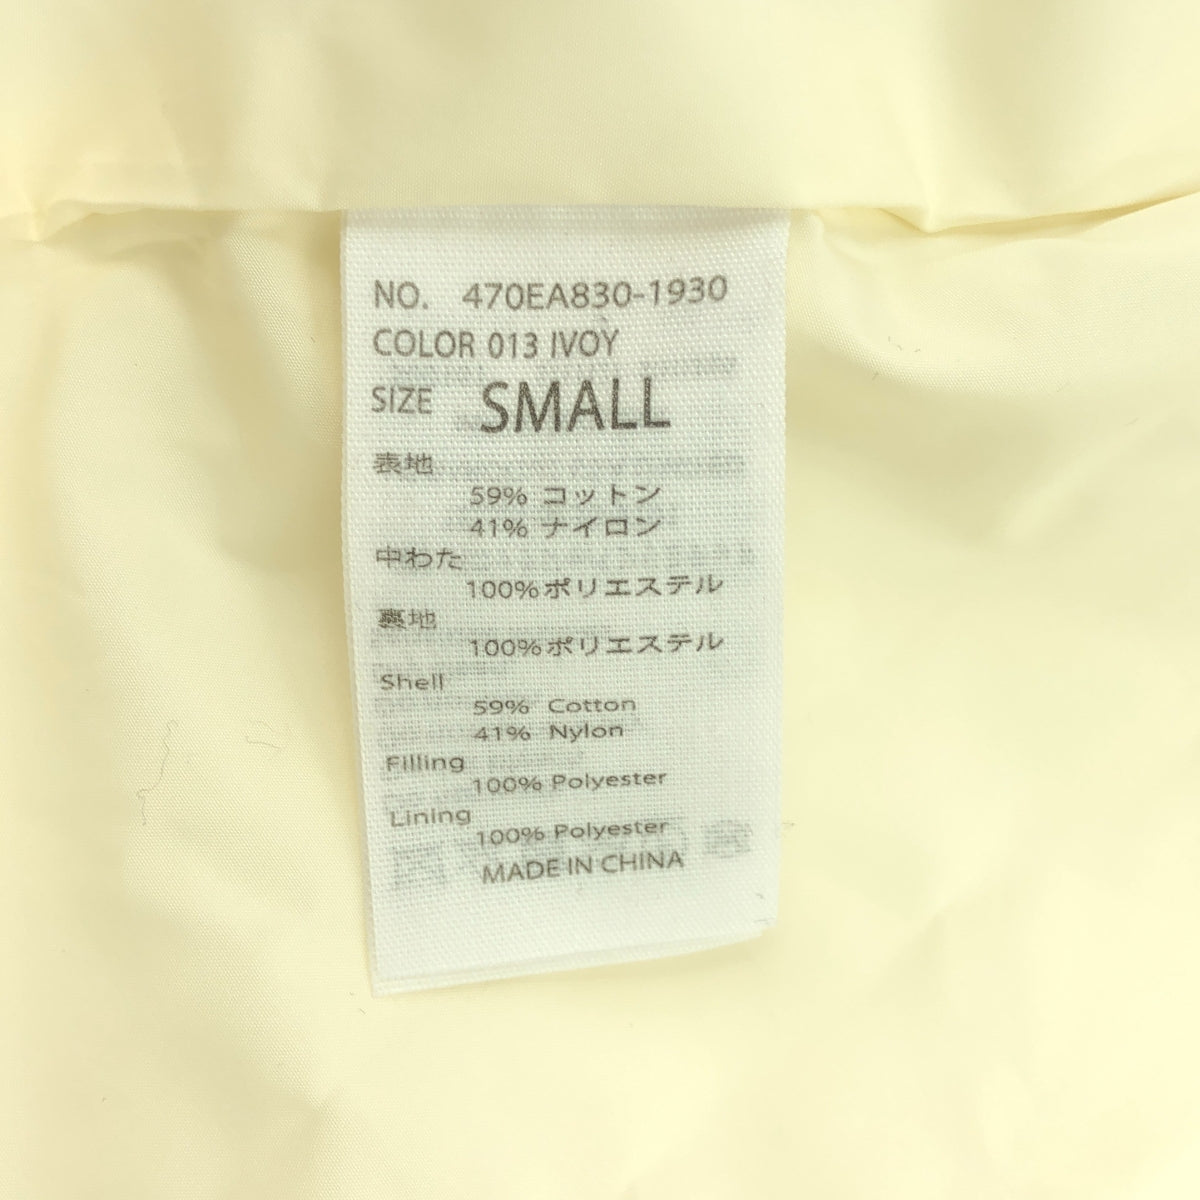 NO. 470EA830-1930
COLOR 013 IVOY
SIZE SMALL
表地
59% コットン
41% ナイロン
中わた
100%ポリエステル
裏地
100%ポリエステル
Shell
59% Cotton
41% Nylon
Filling
100% Polyester
Lining
100% Polyester
MADE IN CHINA